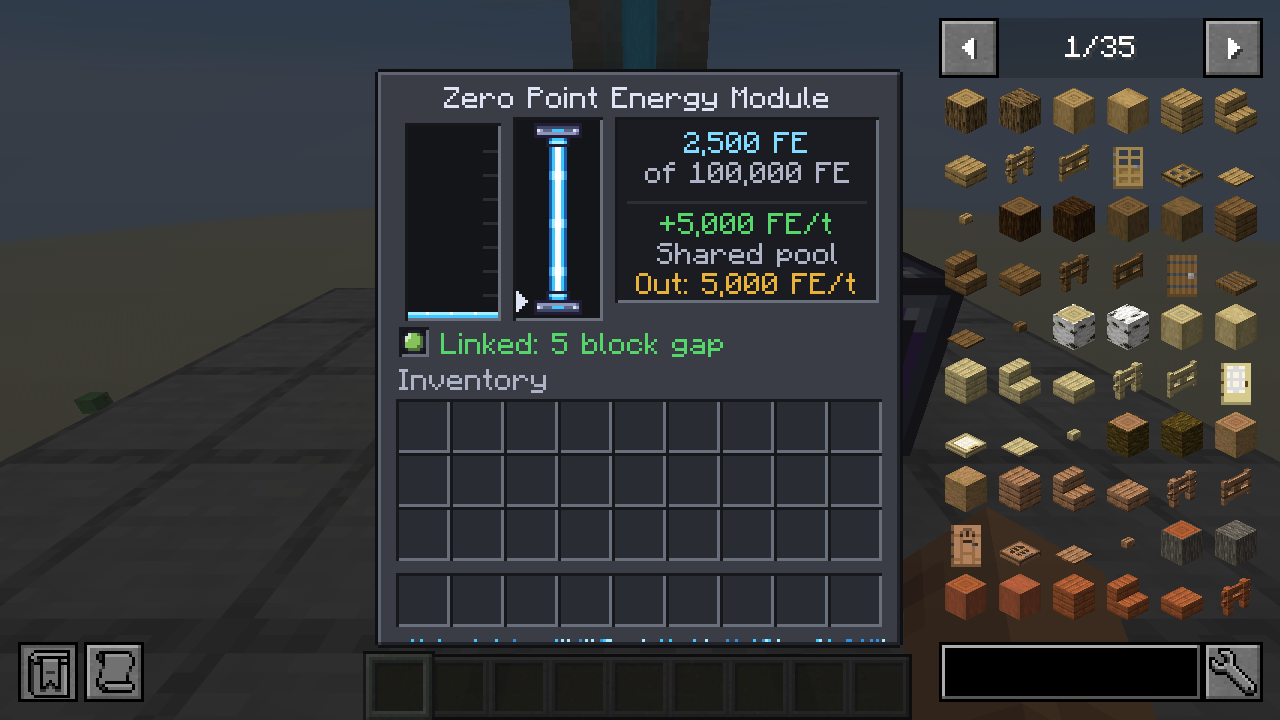 Zero Point Energy Module
2,500 FE
of 100,000 FE
+5,000 FE/t
Shared pool
Out: 5,000 FE/t
Linked: 5 block gap
Inventory
1/35